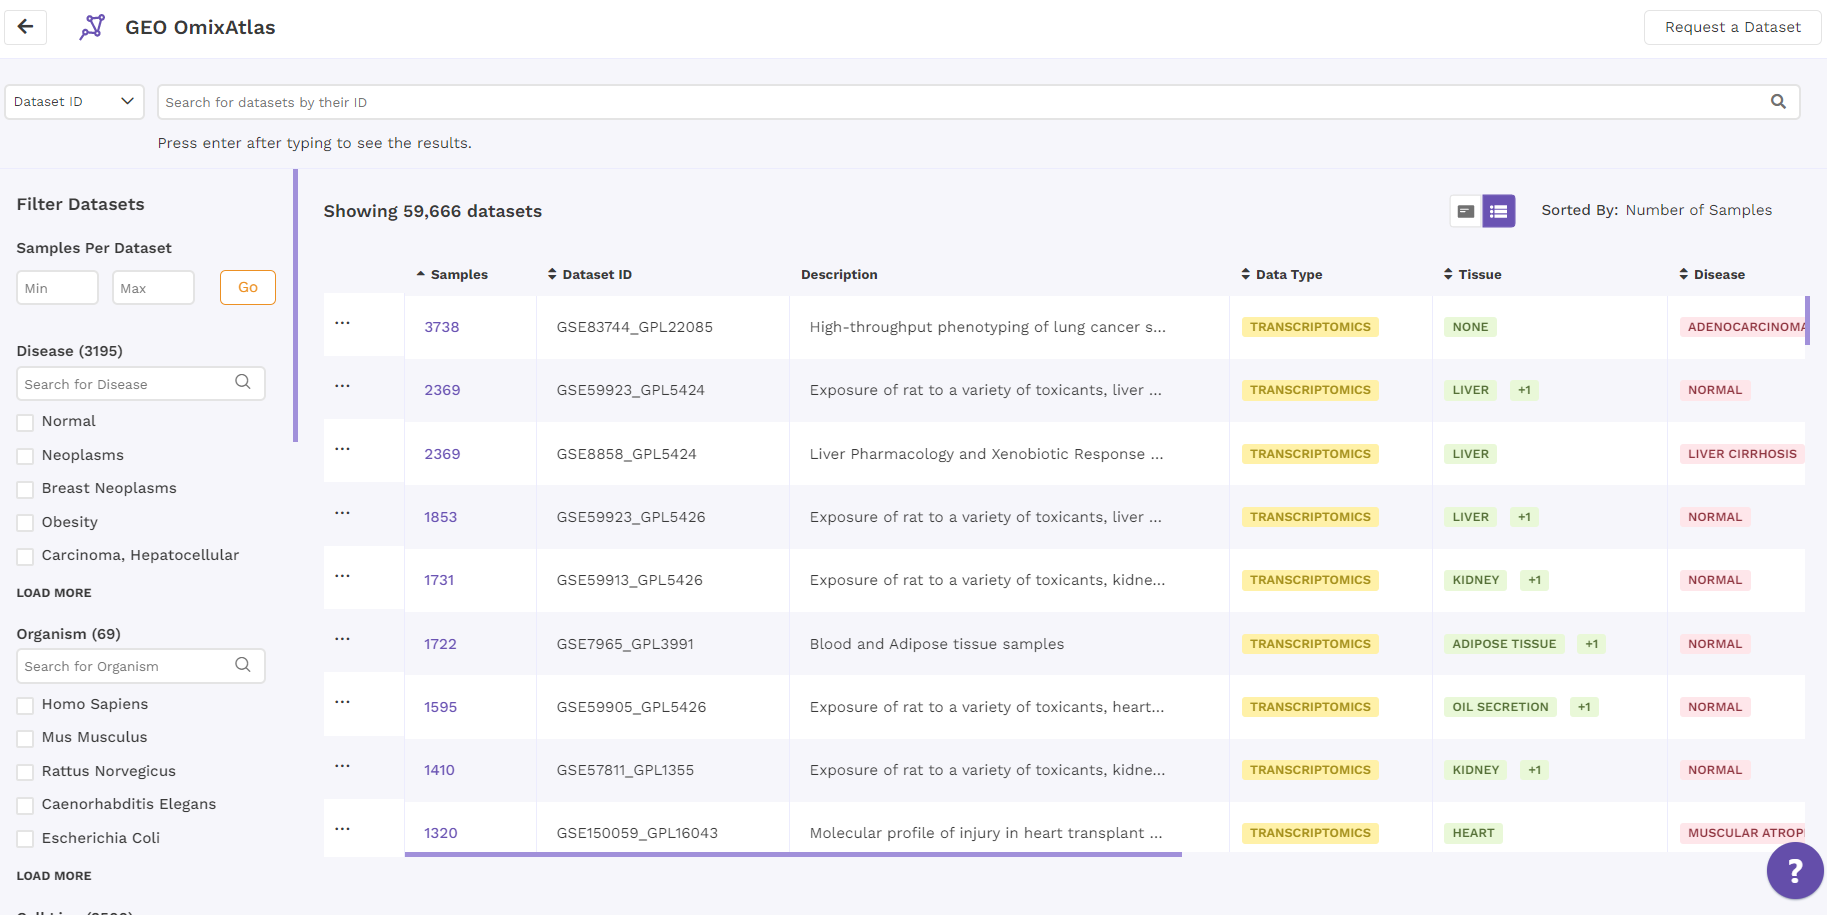 GEO OmixAtlas
Request a Dataset
Dataset ID
Search for datasets by their ID
Press enter after typing to see the results.
Filter Datasets
Samples Per Dataset
Min
Max
Go
Disease (3195)
Search for Disease
Normal
Neoplasms
Breast Neoplasms
Obesity
Carcinoma, Hepatocellular
LOAD MORE
Organism (69)
Search for Organism
Homo Sapiens
Mus Musculus
Rattus Norvegicus
Caenorhabditis Elegans
Escherichia Coli
LOAD MORE
Showing 59,666 datasets
Sorted By: Number of Samples
Samples Dataset ID Description Data Type Tissue Disease
... 3738 GSE83744_GPL22085 High-throughput phenotyping of lung cancer s... TRANSCRIPTOMICS NONE ADENOCARCINOMA
... 2369 GSE59923_GPL5424 Exposure of rat to a variety of toxicants, liver ... TRANSCRIPTOMICS LIVER +1 NORMAL
... 2369 GSE8858_GPL5424 Liver Pharmacology and Xenobiotic Response ... TRANSCRIPTOMICS LIVER LIVER CIRRHOSIS
... 1853 GSE59923_GPL5426 Exposure of rat to a variety of toxicants, liver ... TRANSCRIPTOMICS LIVER +1 NORMAL
... 1731 GSE59913_GPL5426 Exposure of rat to a variety of toxicants, kidne... TRANSCRIPTOMICS KIDNEY +1 NORMAL
... 1722 GSE7965_GPL3991 Blood and Adipose tissue samples TRANSCRIPTOMICS ADIPOSE TISSUE +1 NORMAL
... 1595 GSE59905_GPL5426 Exposure of rat to a variety of toxicants, heart... TRANSCRIPTOMICS OIL SECRETION +1 NORMAL
... 1410 GSE57811_GPL1355 Exposure of rat to a variety of toxicants, kidne... TRANSCRIPTOMICS KIDNEY +1 NORMAL
... 1320 GSE150059_GPL16043 Molecular profile of injury in heart transplant ... TRANSCRIPTOMICS HEART MUSCULAR ATROP
?